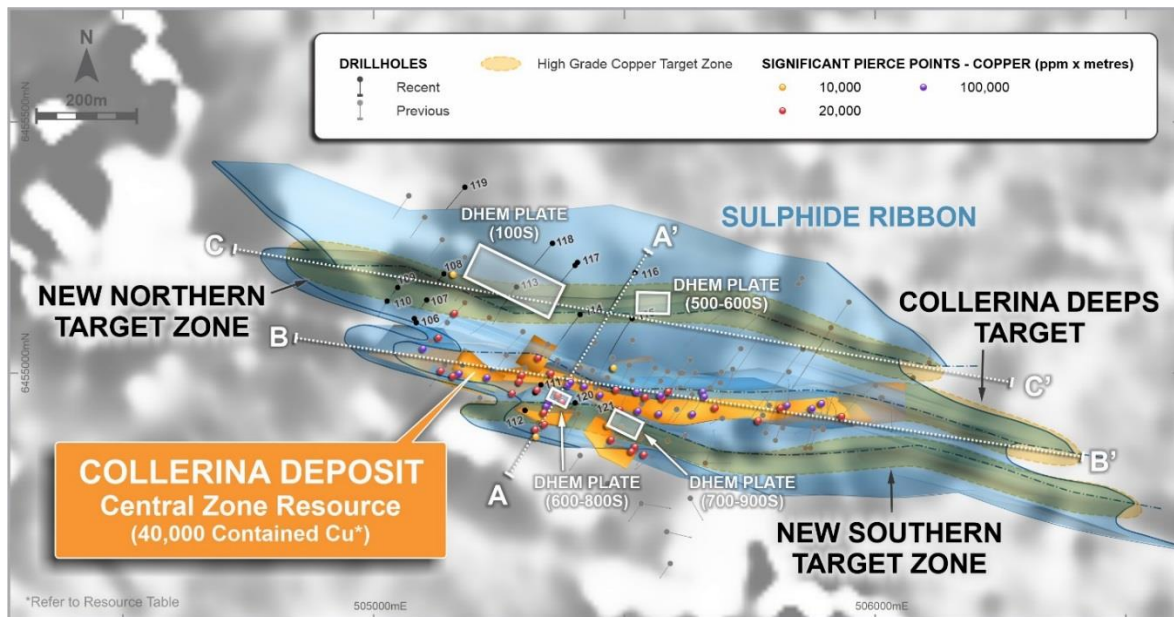 N
200m
6455500mN
DRILLHOLES
Recent
Previous
High Grade Copper Target Zone
SIGNIFICANT PIERCE POINTS - COPPER (ppm x metres)
10,000
20,000
100,000
119
DHEM PLATE
(100S)
SULPHIDE RIBBON
118
A'
117
116
C
108
113
DHEM PLATE
(500-600S)
NEW NORTHERN
TARGET ZONE
110
107
106
COLLERINA DEEPS
TARGET
B
6455000mN
C'
120
121
112
COLLERINA DEPOSIT
Central Zone Resource
(40,000 Contained Cu*)
A
DHEM PLATE
(600-800S)
DHEM PLATE
(700-900S)
B'
NEW SOUTHERN
TARGET ZONE
*Refer to Resource Table
505000mE
506000mE